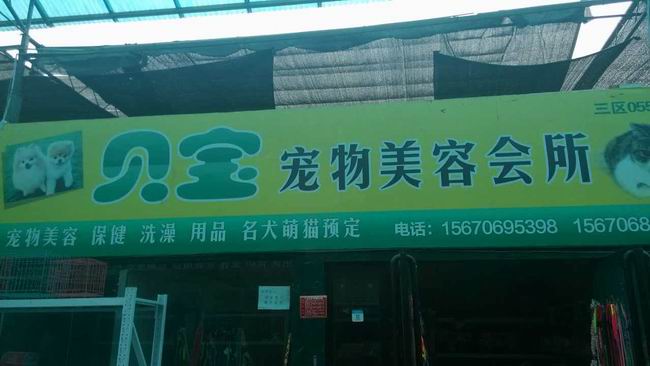 三区055
贝宝 宠物美容会所
宠物美容 保健 洗澡 用品 名犬萌猫预定 电话：15670695398 1567068